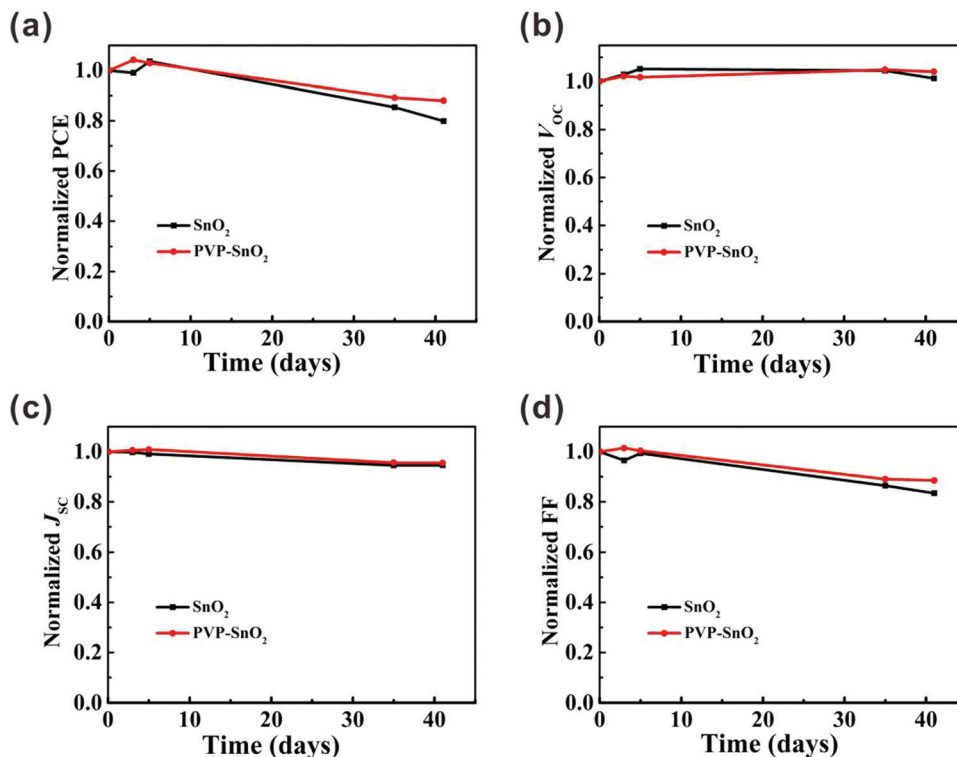 (a)
Normalized PCE
1.0
0.8
0.6
0.4
0.2
0.0
SnO₂
PVP-SnO₂
0 10 20 30 40
Time (days)
(b)
Normalized V_OC
1.0
0.8
0.6
0.4
0.2
0.0
SnO₂
PVP-SnO₂
0 10 20 30 40
Time (days)
(c)
Normalized J_SC
1.0
0.8
0.6
0.4
0.2
0.0
SnO₂
PVP-SnO₂
0 10 20 30 40
Time (days)
(d)
Normalized FF
1.0
0.8
0.6
0.4
0.2
0.0
SnO₂
PVP-SnO₂
0 10 20 30 40
Time (days)